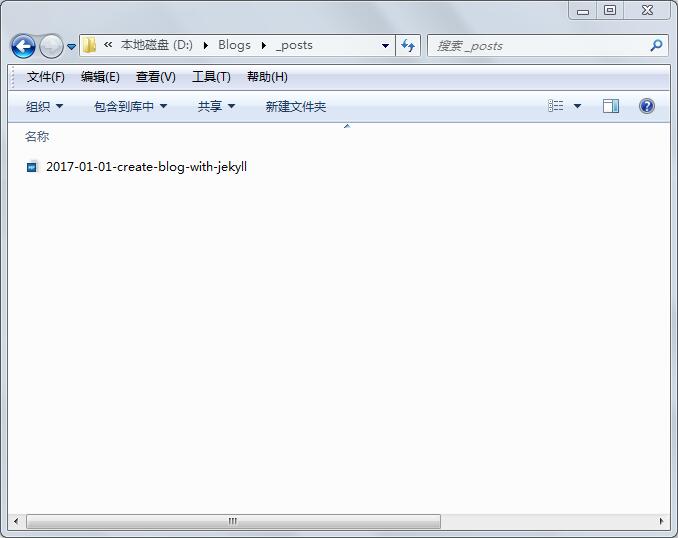 « 本地磁盘 (D:) Blogs _posts 搜索 _posts
文件(F) 编辑(E) 查看(V) 工具(T) 帮助(H)
组织 包含到库中 共享 新建文件夹
名称
2017-01-01-create-blog-with-jekyll